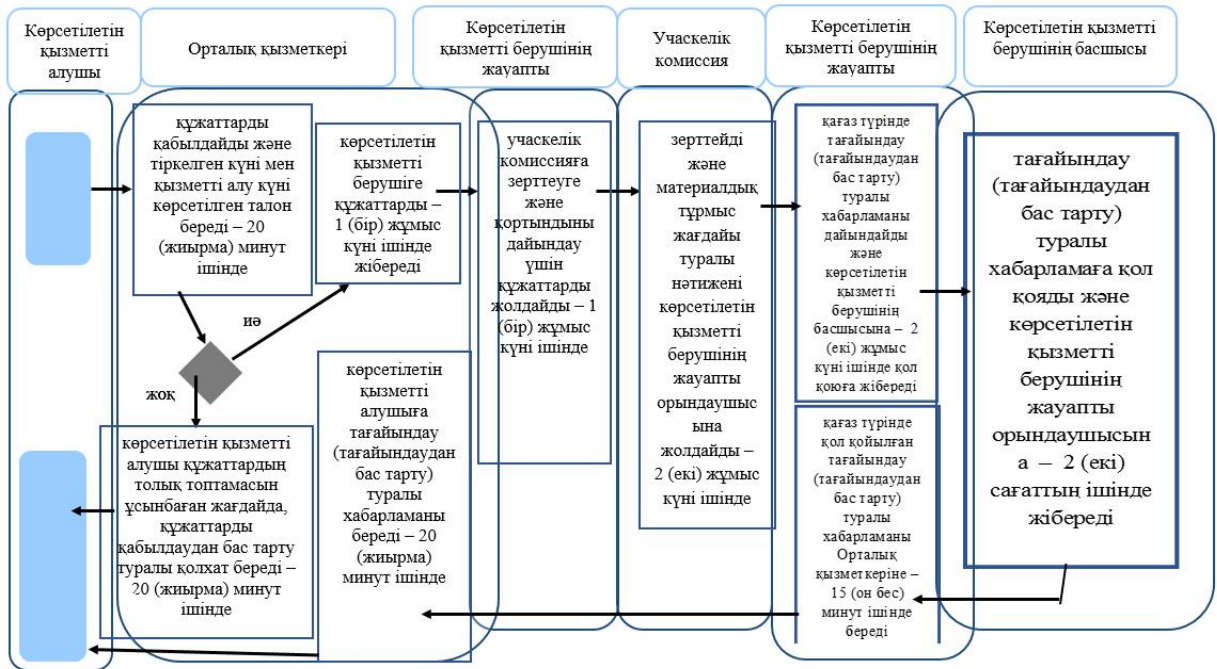 Көрсетілетін
қызметті
алушы
Орталық қызметкері
Көрсетілетін
қызметті берушінің
жауапты
Учаскелік
комиссия
Көрсетілетін
қызметті берушінің
жауапты
Көрсетілетін қызметті
берушінің басшысы
құжаттарды
қабылдайды және
тіркелген күні мен
қызметті алу күні
көрсетілген талон
береді – 20
(жиырма) минут
ішінде
көрсетілетін
қызметті
берушіге
құжаттарды –
1 (бір) жұмыс
күні ішінде
жібереді
иә
жоқ
көрсетілетін қызметті
алушы құжаттардың
толық топтамасын
ұсынбаған жағдайда,
құжаттарды
қабылдаудан бас тарту
туралы қолхат береді –
20 (жиырма) минут
ішінде
көрсетілетін
қызметті
алушыға
тағайындау
(тағайындаудан
бас тарту)
туралы
хабарламаны
береді – 20
(жиырма)
минут ішінде
учаскелік
комиссияға
зерттеуге
және
қортындыны
дайындау
үшін
құжаттарды
жолдайды – 1
(бір) жұмыс
күні ішінде
зерттейді
және
материалдық
тұрмыс
жағдайы
туралы
нәтижені
көрсетілетін
қызметті
берушінің
жауапты
орындаушыс
ына
жолдайды –
2 (екі) жұмыс
күні ішінде
қағаз түрінде
тағайындау
(тағайындаудан
бас тарту)
туралы
хабарламаны
дайындайды
және
көрсетілетін
қызметті
берушінің
басшысына – 2
(екі) жұмыс
күні ішінде қол
қоюға жібереді
қағаз түрінде
қол қойылған
тағайындау
(тағайындаудан
бас тарту)
туралы
хабарламаны
Орталық
қызметкеріне –
15 (он бес)
минут ішінде
береді
тағайындау
(тағайындаудан
бас тарту)
туралы
хабарламаға қол
қояды және
көрсетілетін
қызметті
берушінің
жауапты
орындаушысын
а – 2 (екі)
сағаттың ішінде
жібереді